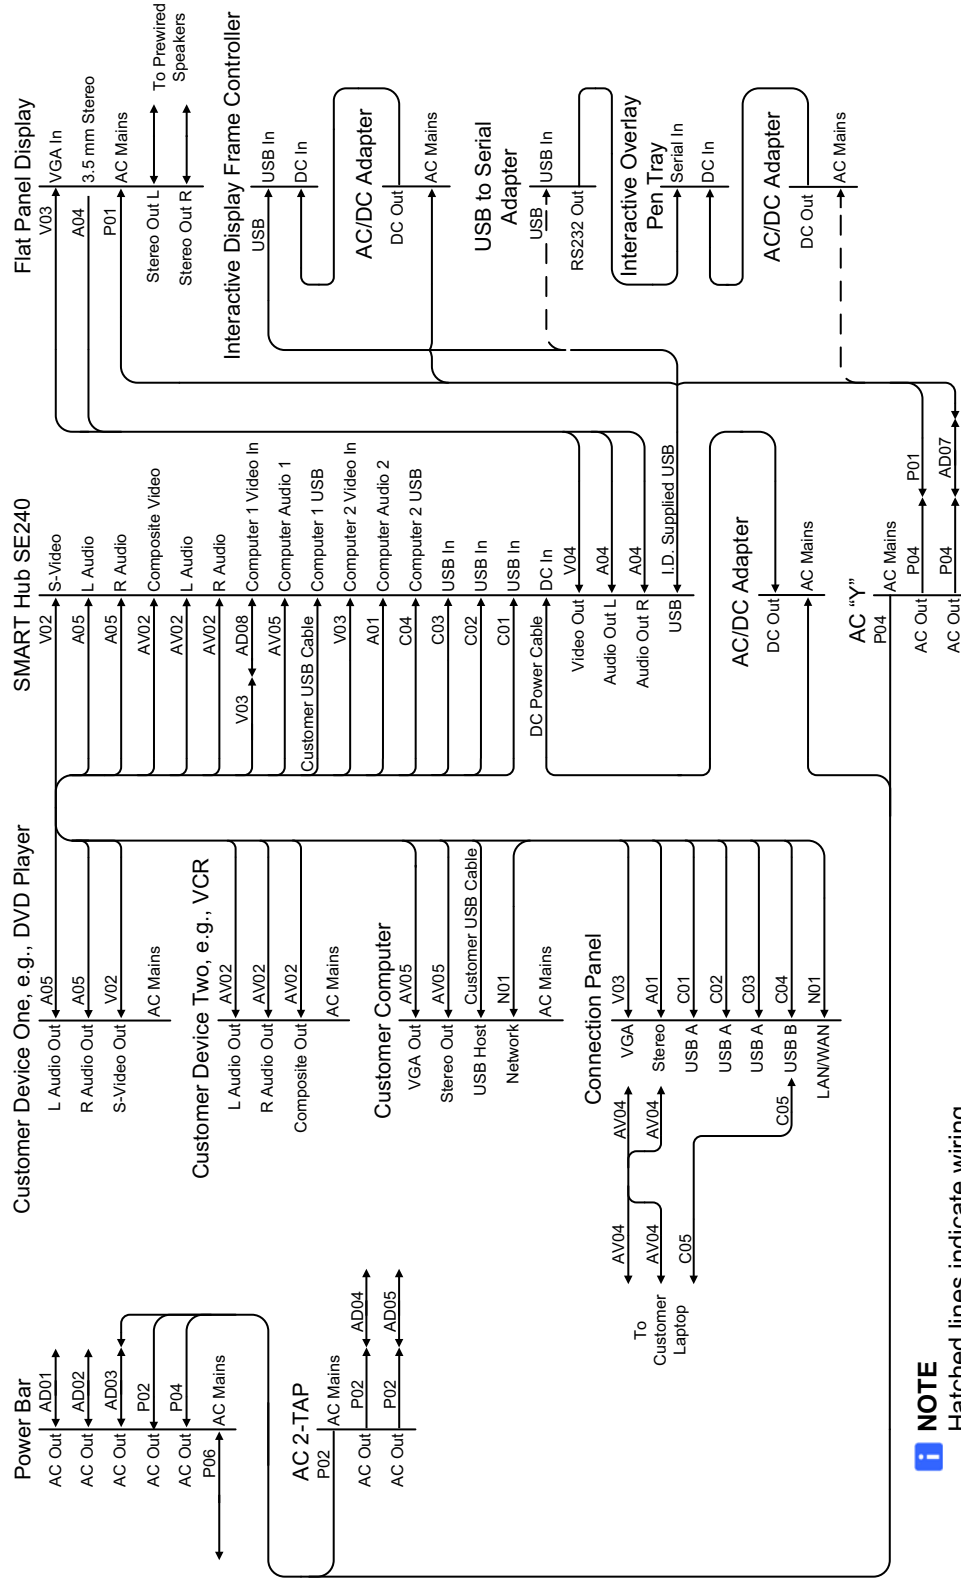 Power Bar
AC Out
AD01
AC Out
AD02
AC Out
AD03
AC Out
P02
AC Out
P04
P06
AC Mains
AC 2-TAP
P02
AC Mains
AC Out
P02
AD04
AC Out
P02
AD05
Customer Device One, e.g., DVD Player
L Audio Out
A05
R Audio Out
A05
S-Video Out
V02
AC Mains
Customer Device Two, e.g., VCR
L Audio Out
AV02
R Audio Out
AV02
Composite Out
AV02
AC Mains
Customer Computer
VGA Out
AV05
Stereo Out
AV05
USB Host
Customer USB Cable
Network
N01
AC Mains
Connection Panel
VGA
V03
Stereo
A01
USB A
C01
USB A
C02
USB A
C03
USB B
C04
LAN/WAN
N01
AV04
AV04
AV04
AV04
C05
C05
To
Customer
Laptop
SMART Hub SE240
V02
S-Video
A05
L Audio
A05
R Audio
AV02
Composite Video
AV02
L Audio
AV02
R Audio
V03
AD08
Computer 1 Video In
AV05
Computer Audio 1
Customer USB Cable
Computer 1 USB
V03
Computer 2 Video In
A01
Computer Audio 2
C04
Computer 2 USB
C03
USB In
C02
USB In
C01
USB In
DC Power Cable
DC In
Video Out
V04
Audio Out L
A04
Audio Out R
A04
USB
I.D. Supplied USB
AC/DC Adapter
DC Out
AC Mains
AC “Y”
P04
AC Mains
AC Out
P04
P01
AC Out
P04
AD07
Flat Panel Display
V03
VGA In
A04
3.5 mm Stereo
P01
AC Mains
Stereo Out L
Stereo Out R
To Prewired
Speakers
Interactive Display Frame Controller
USB
USB In
DC In
AC/DC Adapter
DC Out
AC Mains
USB to Serial
Adapter
USB
USB In
RS232 Out
Interactive Overlay
Pen Tray
Serial In
DC In
AC/DC Adapter
DC Out
AC Mains
i NOTE
Hatched lines indicate wiring